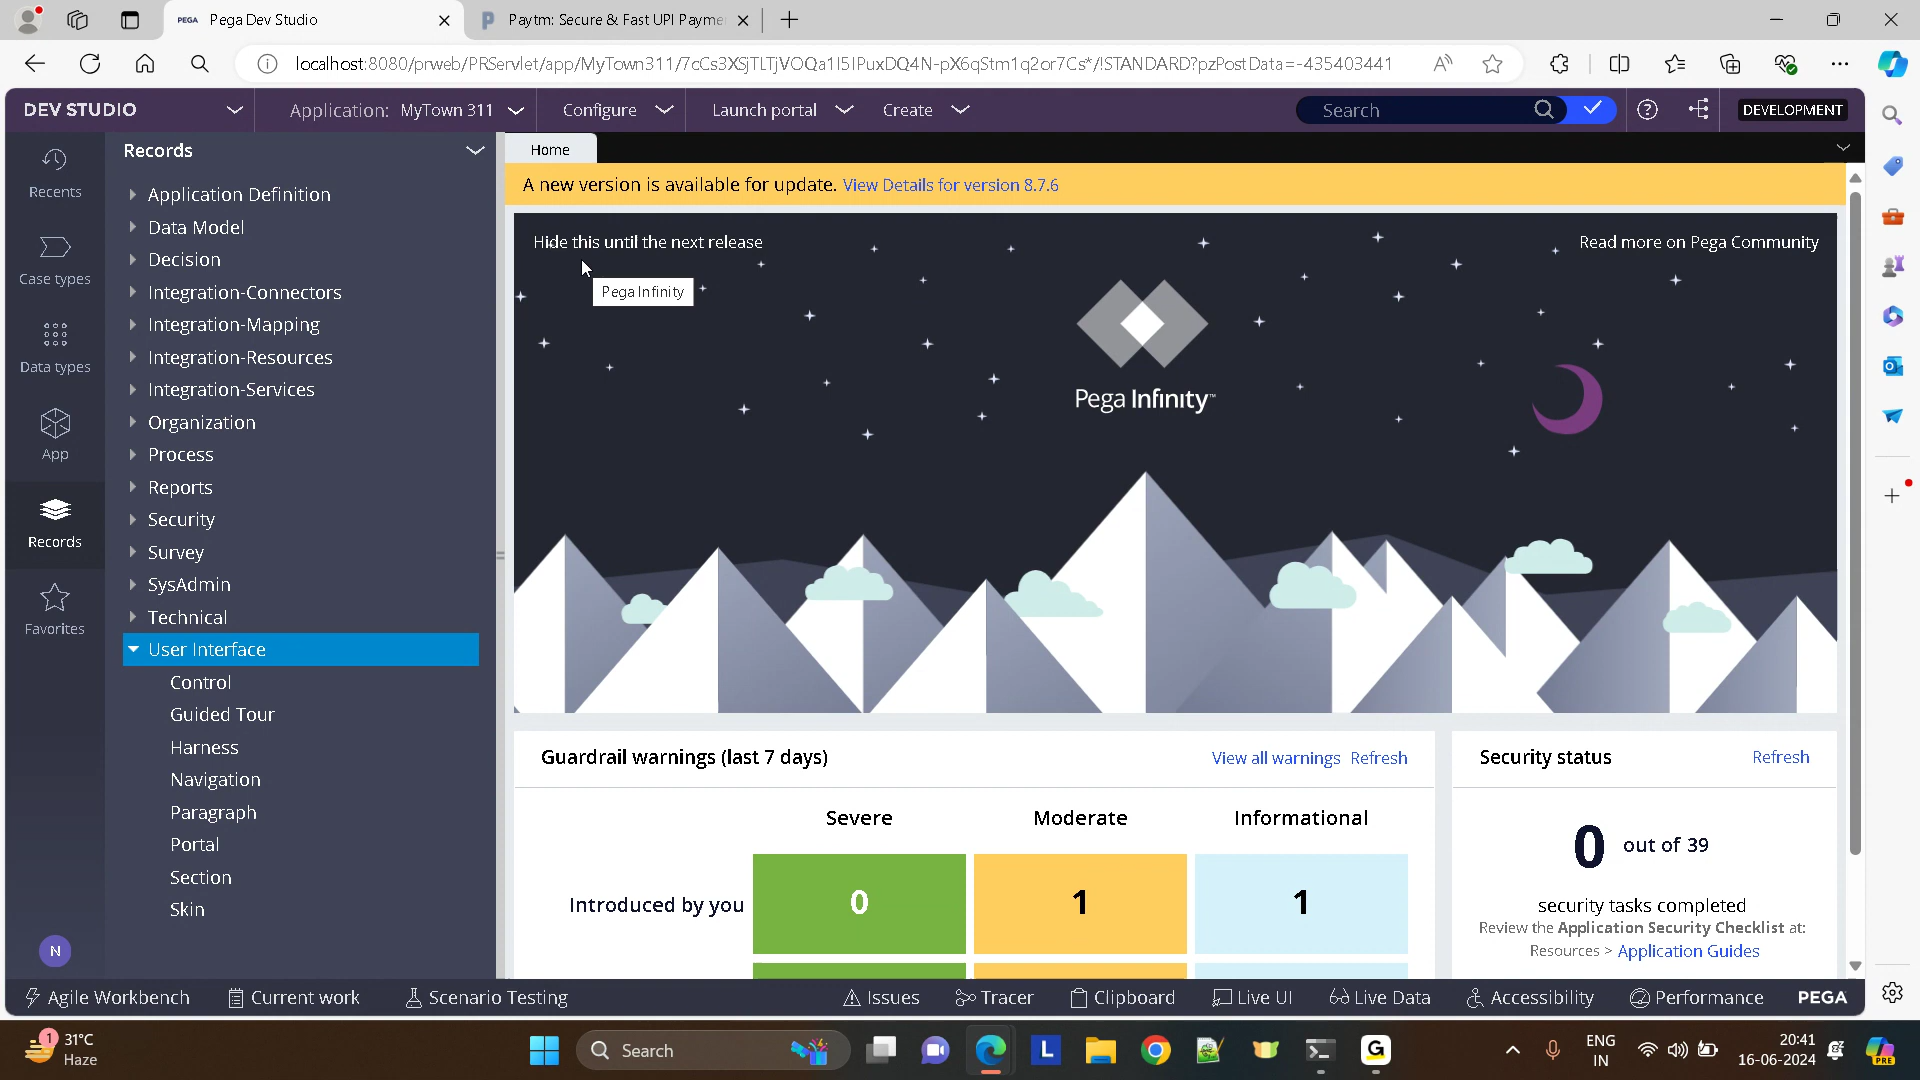 PEGA Pega Dev Studio
Paytm: Secure & Fast UPI Payme
localhost:8080/prweb/PRServlet/app/MyTown311/7cCs3XSjTLTjVOQa1I5IPuxDQ4N-pX6qStm1q2or7Cs*/!STANDARD?pzPostData=-435403441
DEV STUDIO
Application: MyTown 311
Configure
Launch portal
Create
Search
DEVELOPMENT
Recents
Case types
Data types
App
Records
Favorites
N
Records
Application Definition
Data Model
Decision
Integration-Connectors
Integration-Mapping
Integration-Resources
Integration-Services
Organization
Process
Reports
Security
Survey
SysAdmin
Technical
User Interface
Control
Guided Tour
Harness
Navigation
Paragraph
Portal
Section
Skin
Home
A new version is available for update. View Details for version 8.7.6
Hide this until the next release
Read more on Pega Community
Pega Infinity
Pega Infinity™
Guardrail warnings (last 7 days)
View all warnings Refresh
Severe Moderate Informational
Introduced by you 0 1 1
Security status
Refresh
0 out of 39
security tasks completed
Review the Application Security Checklist at:
Resources > Application Guides
Agile Workbench
Current work
Scenario Testing
Issues
Tracer
Clipboard
Live UI
Live Data
Accessibility
Performance
PEGA
1
31°C
Haze
Search
L
G
ENG
IN
20:41
16-06-2024
PRE